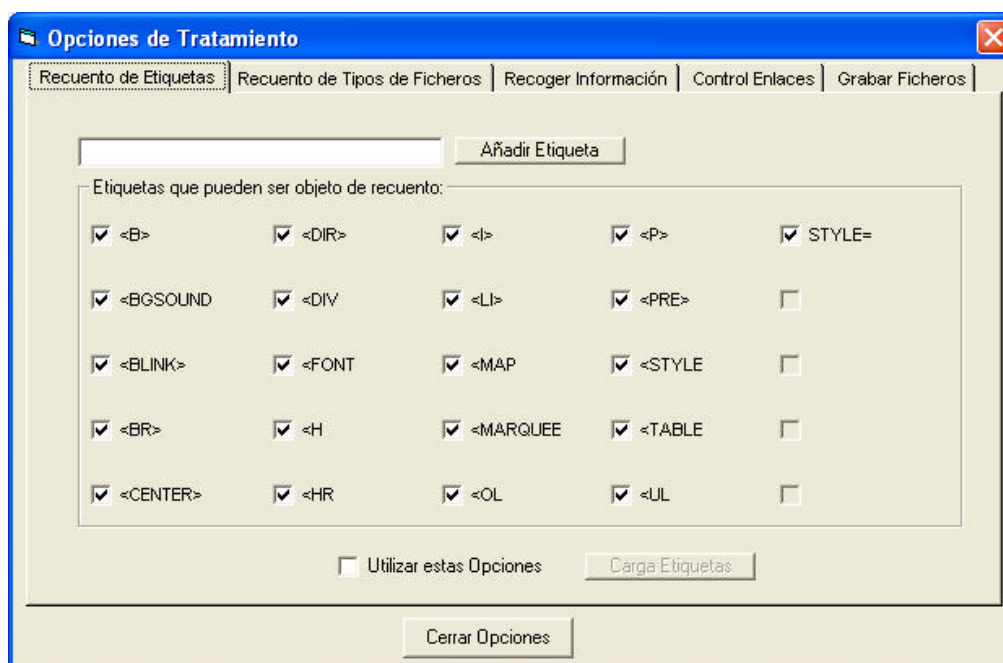 Opciones de Tratamiento
Recuento de Etiquetas Recuento de Tipos de Ficheros Recoger Información Control Enlaces Grabar Ficheros
Añadir Etiqueta
Etiquetas que pueden ser objeto de recuento:
<B> <DIR> <I> <P> STYLE=
<BGSOUND <DIV <LI> <PRE>
<BLINK> <FONT <MAP <STYLE
<BR> <H <MARQUEE <TABLE
<CENTER> <HR <OL <UL
Utilizar estas Opciones Carga Etiquetas
Cerrar Opciones